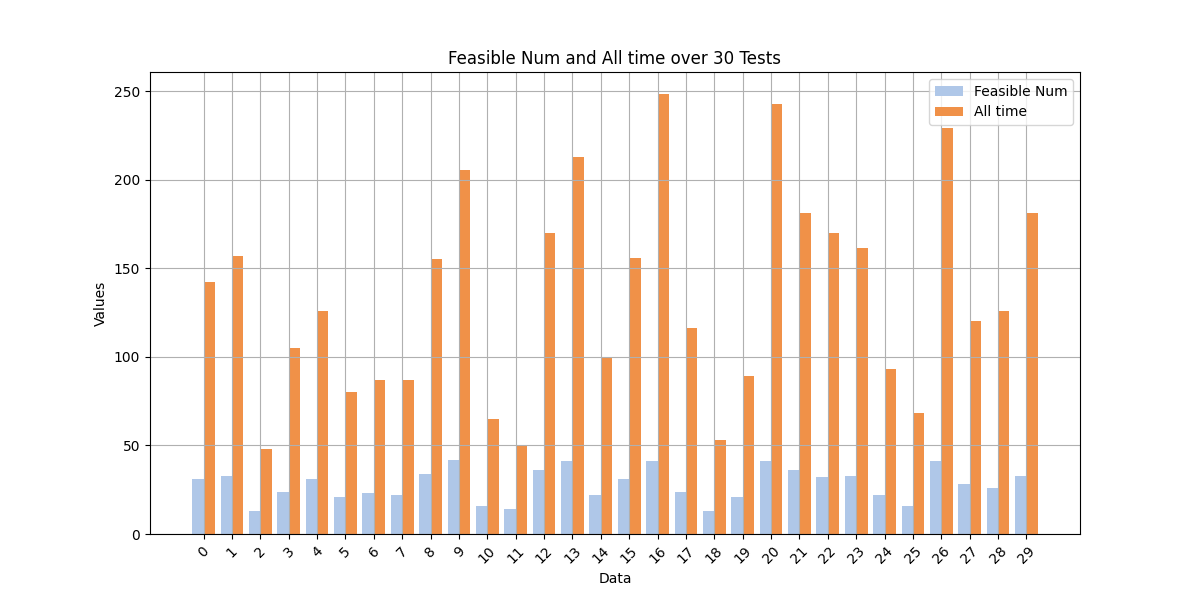 Feasible Num and All time over 30 Tests
Feasible Num
All time
250
200
150
100
50
0
Values
0 1 2 3 4 5 6 7 8 9 10 11 12 13 14 15 16 17 18 19 20 21 22 23 24 25 26 27 28 29
Data